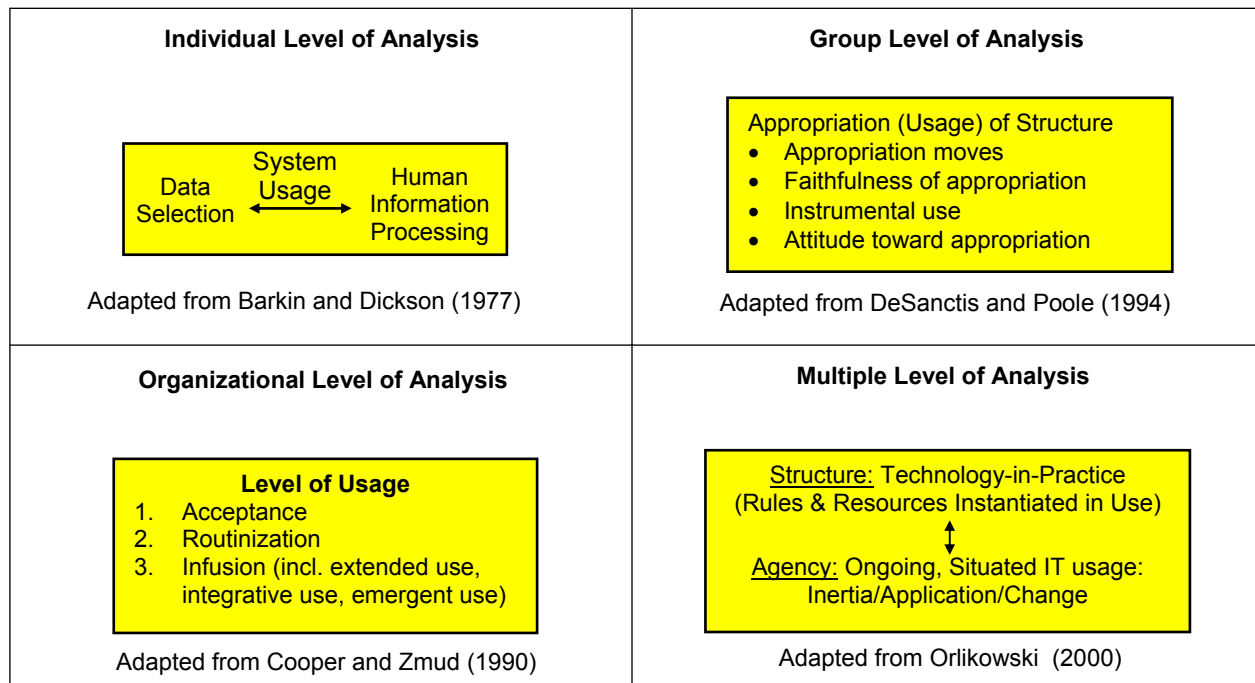 Individual Level of Analysis
System
Usage
Data
Selection
Human
Information
Processing
Adapted from Barkin and Dickson (1977)
Group Level of Analysis
Appropriation (Usage) of Structure
• Appropriation moves
• Faithfulness of appropriation
• Instrumental use
• Attitude toward appropriation
Adapted from DeSanctis and Poole (1994)
Organizational Level of Analysis
Level of Usage
1. Acceptance
2. Routinization
3. Infusion (incl. extended use,
integrative use, emergent use)
Adapted from Cooper and Zmud (1990)
Multiple Level of Analysis
Structure: Technology-in-Practice
(Rules & Resources Instantiated in Use)
Agency: Ongoing, Situated IT usage:
Inertia/Application/Change
Adapted from Orlikowski (2000)